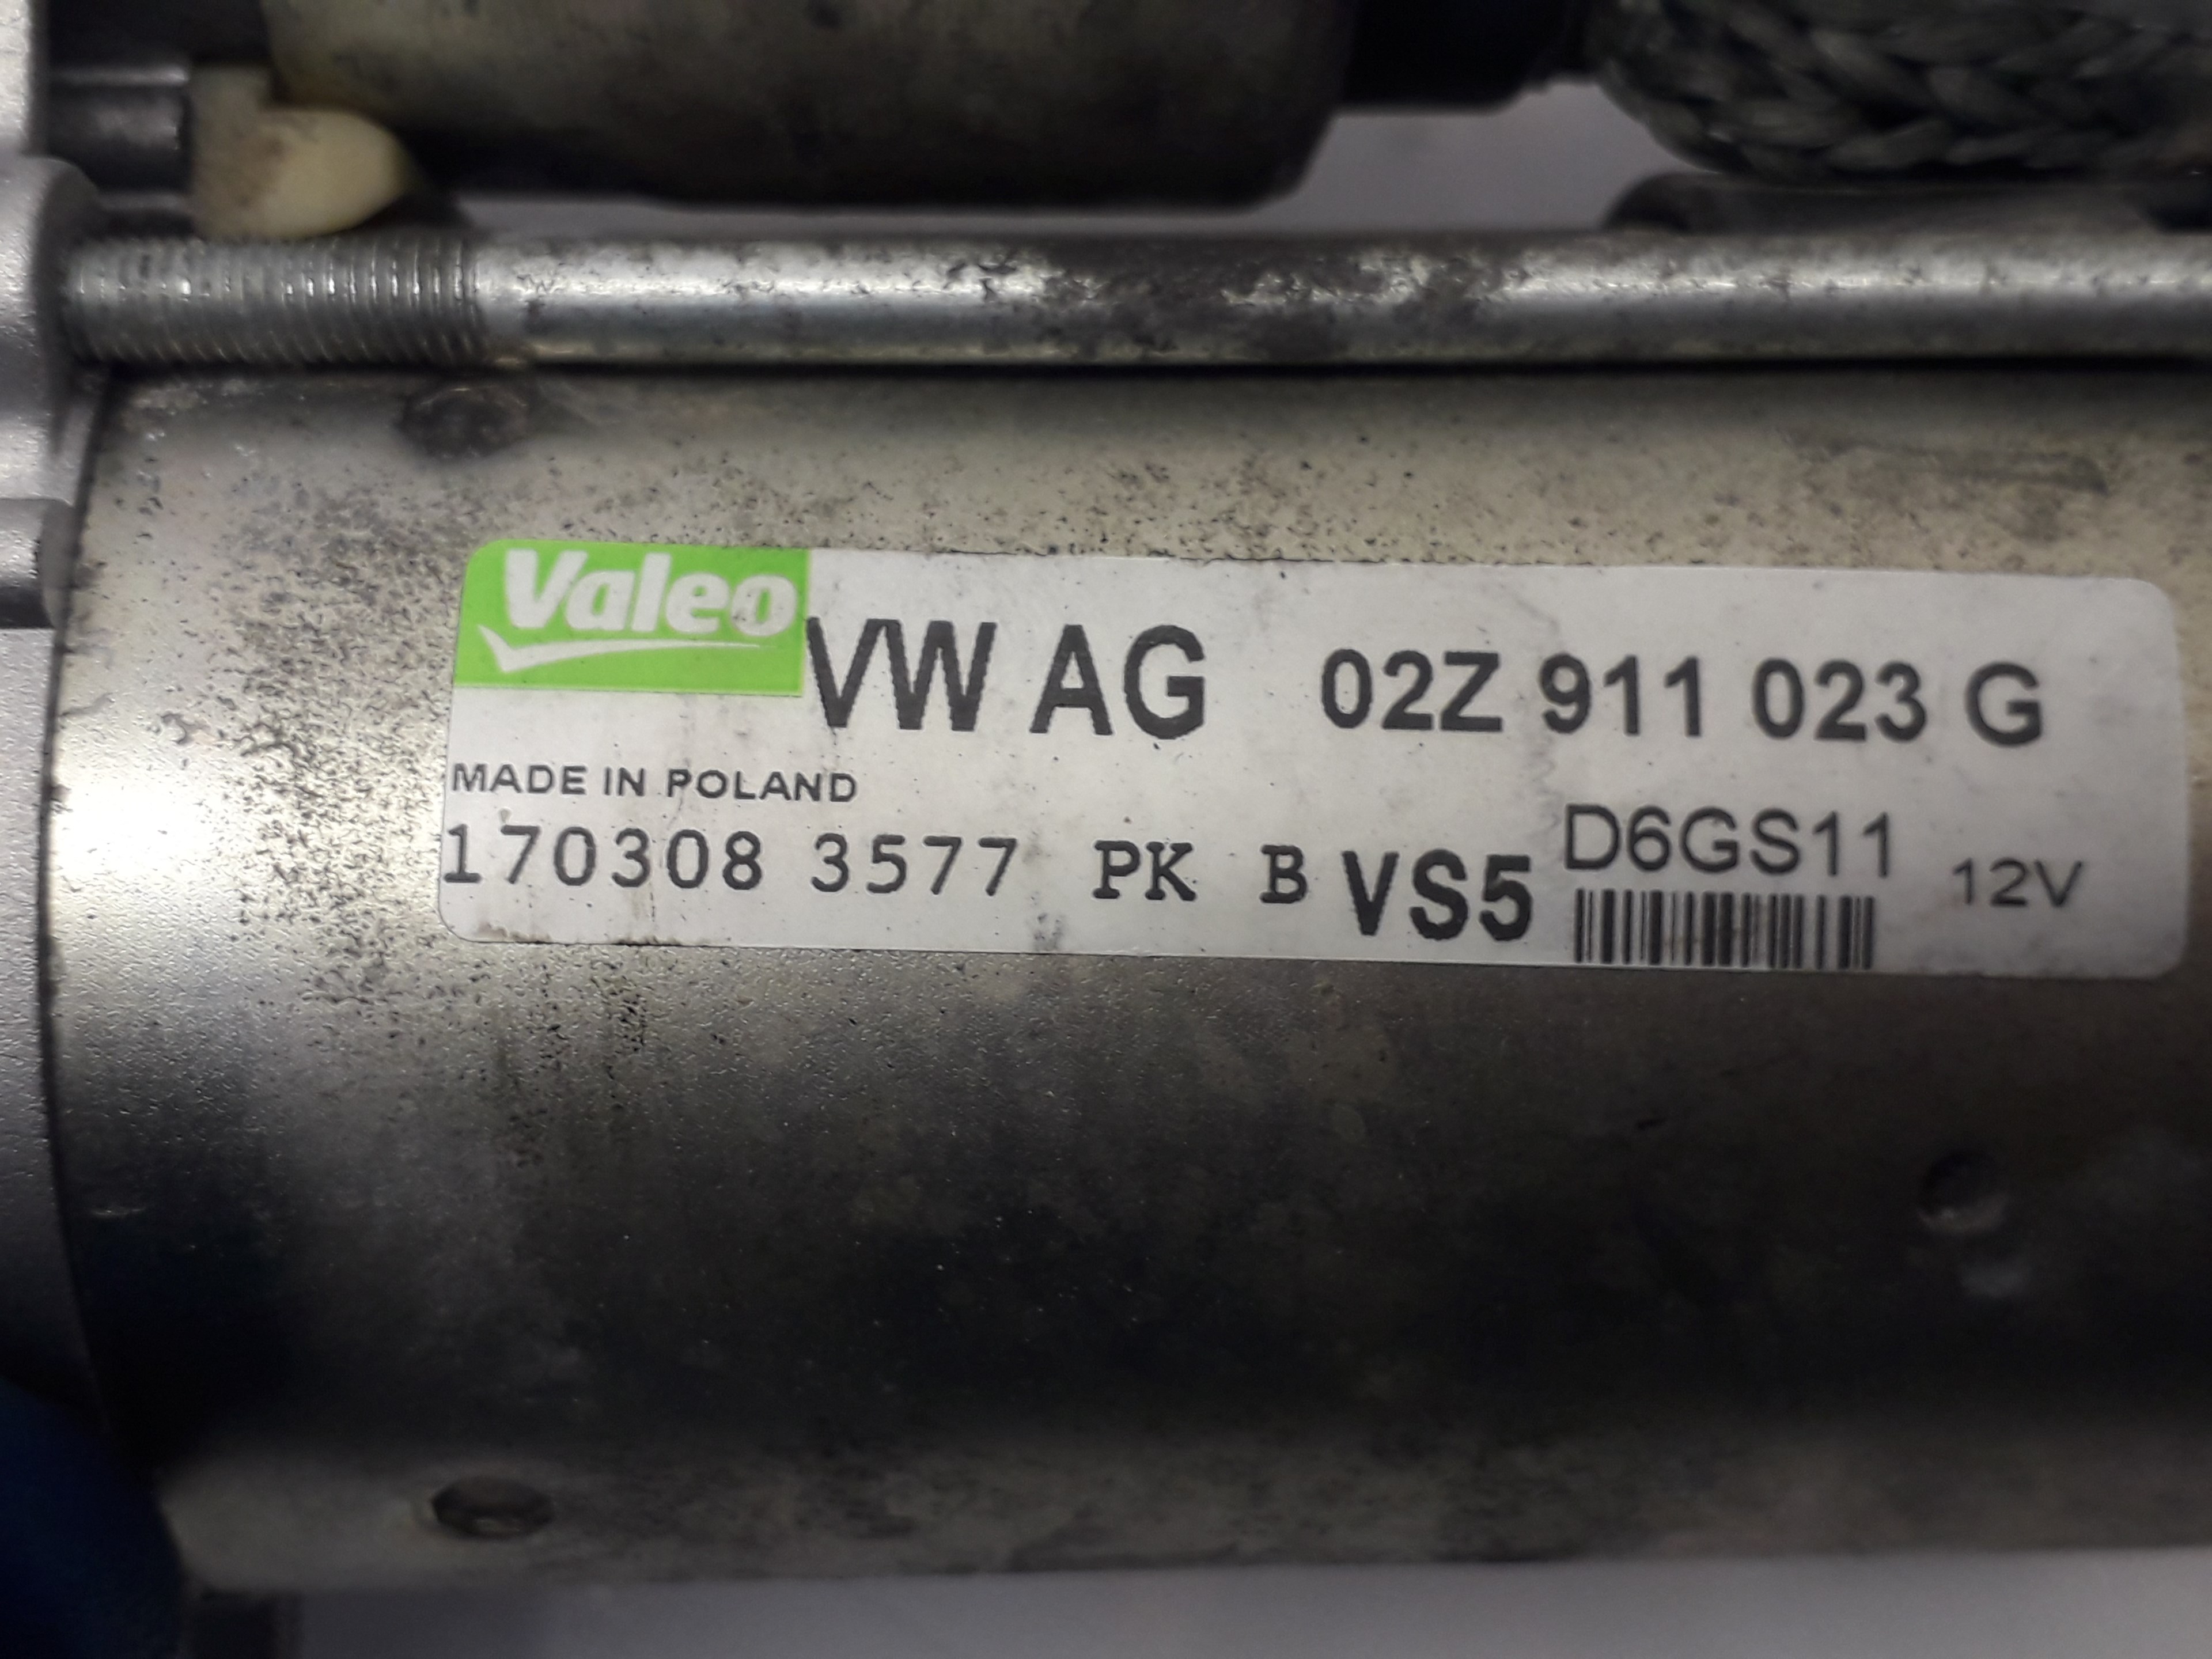 Valeo VW AG 02Z 911 023 G
MADE IN POLAND
170308 3577 PK B VS5 D6GS11 12V